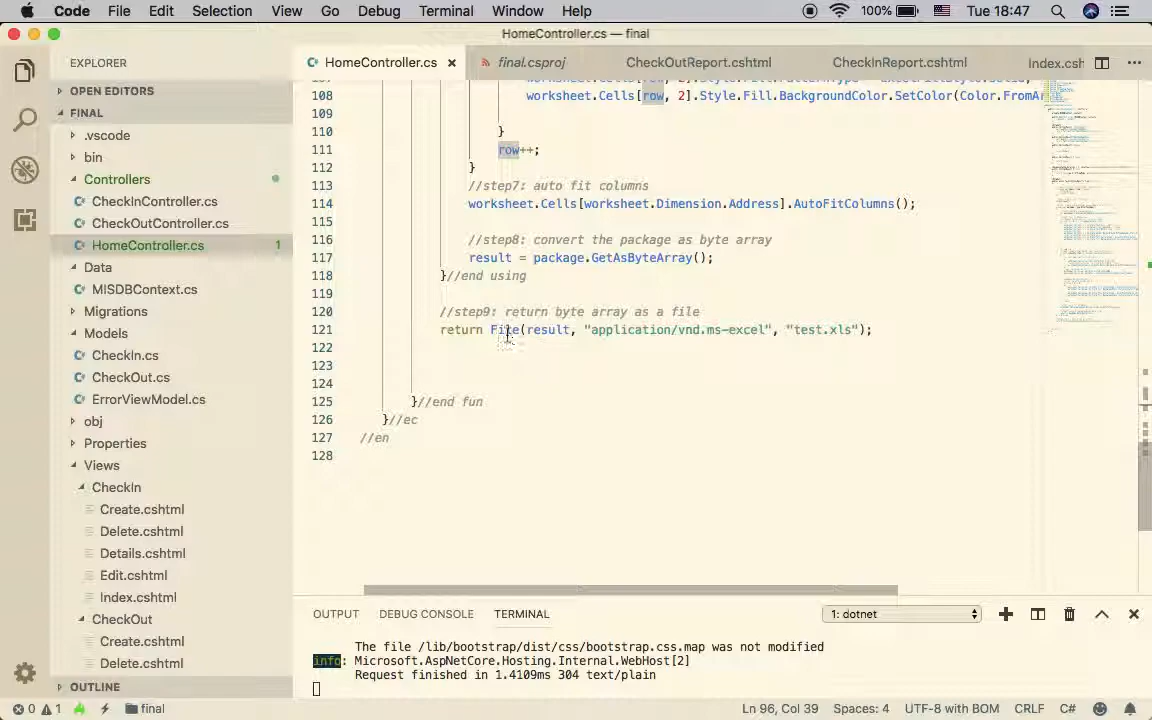 Code File Edit Selection View Go Debug Terminal Window Help 100% Tue 18:47
HomeController.cs — final
EXPLORER
HomeController.cs
final.csproj
CheckOutReport.cshtml
CheckInReport.cshtml
Index.csh
OPEN EDITORS
FINAL
.vscode
bin
Controllers
CheckInController.cs
CheckOutController.cs
HomeController.cs 1
Data
MISDBContext.cs
Migrations
Models
CheckIn.cs
CheckOut.cs
ErrorViewModel.cs
obj
Properties
Views
CheckIn
Create.cshtml
Delete.cshtml
Details.cshtml
Edit.cshtml
Index.cshtml
CheckOut
Create.cshtml
Delete.cshtml
OUTLINE
108 worksheet.Cells[row, 2].Style.Fill.BackgroundColor.SetColor(Color.FromAr
109
110 }
111 row++;
112 }
113 //step7: auto fit columns
114 worksheet.Cells[worksheet.Dimension.Address].AutoFitColumns();
115
116 //step8: convert the package as byte array
117 result = package.GetAsByteArray();
118 }//end using
119
120 //step9: return byte array as a file
121 return File(result, "application/vnd.ms-excel", "test.xls");
122
123
124
125 }//end fun
126 }//ec
127 //en
128
OUTPUT DEBUG CONSOLE TERMINAL 1: dotnet
The file /lib/bootstrap/dist/css/bootstrap.css.map was not modified
info: Microsoft.AspNetCore.Hosting.Internal.WebHost[2]
Request finished in 1.4109ms 304 text/plain
0 1 final Ln 96, Col 39 Spaces: 4 UTF-8 with BOM CRLF C#